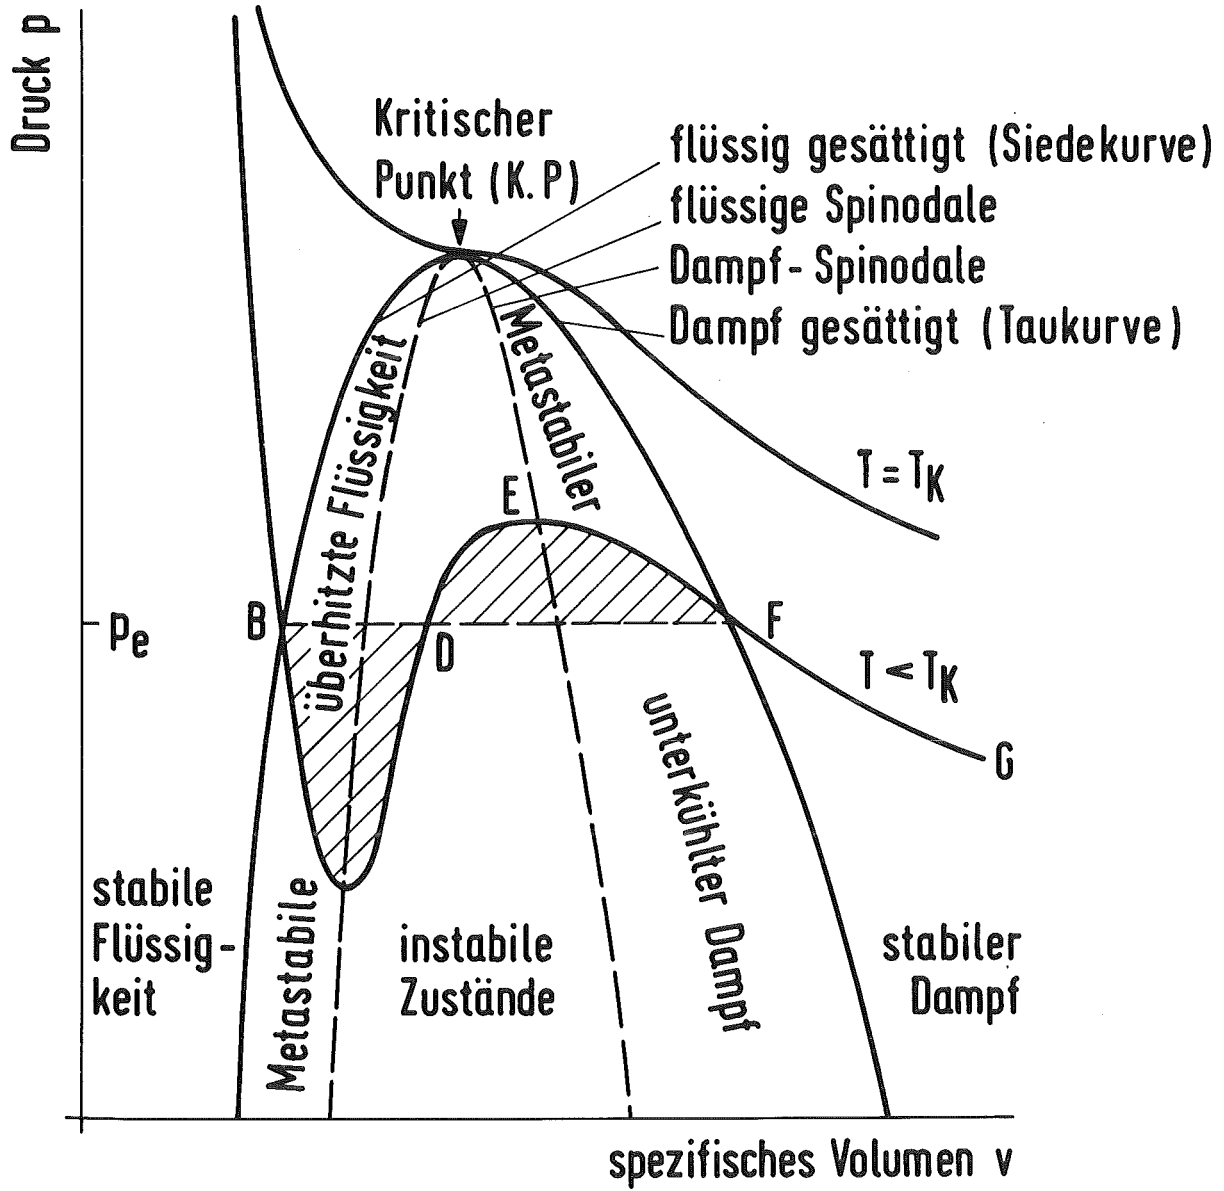 Druck p
Kritischer
Punkt (K.P)
flüssig gesättigt (Siedekurve)
flüssige Spinodale
Dampf-Spinodale
Dampf gesättigt (Taukurve)
überhitzte Flüssigkeit
Metastabiler
T = T_K
E
P_e
B
D
F
T < T_K
G
unterkühlter Dampf
stabile
Flüssig-
keit
Metastabile
instabile
Zustände
stabiler
Dampf
spezifisches Volumen v